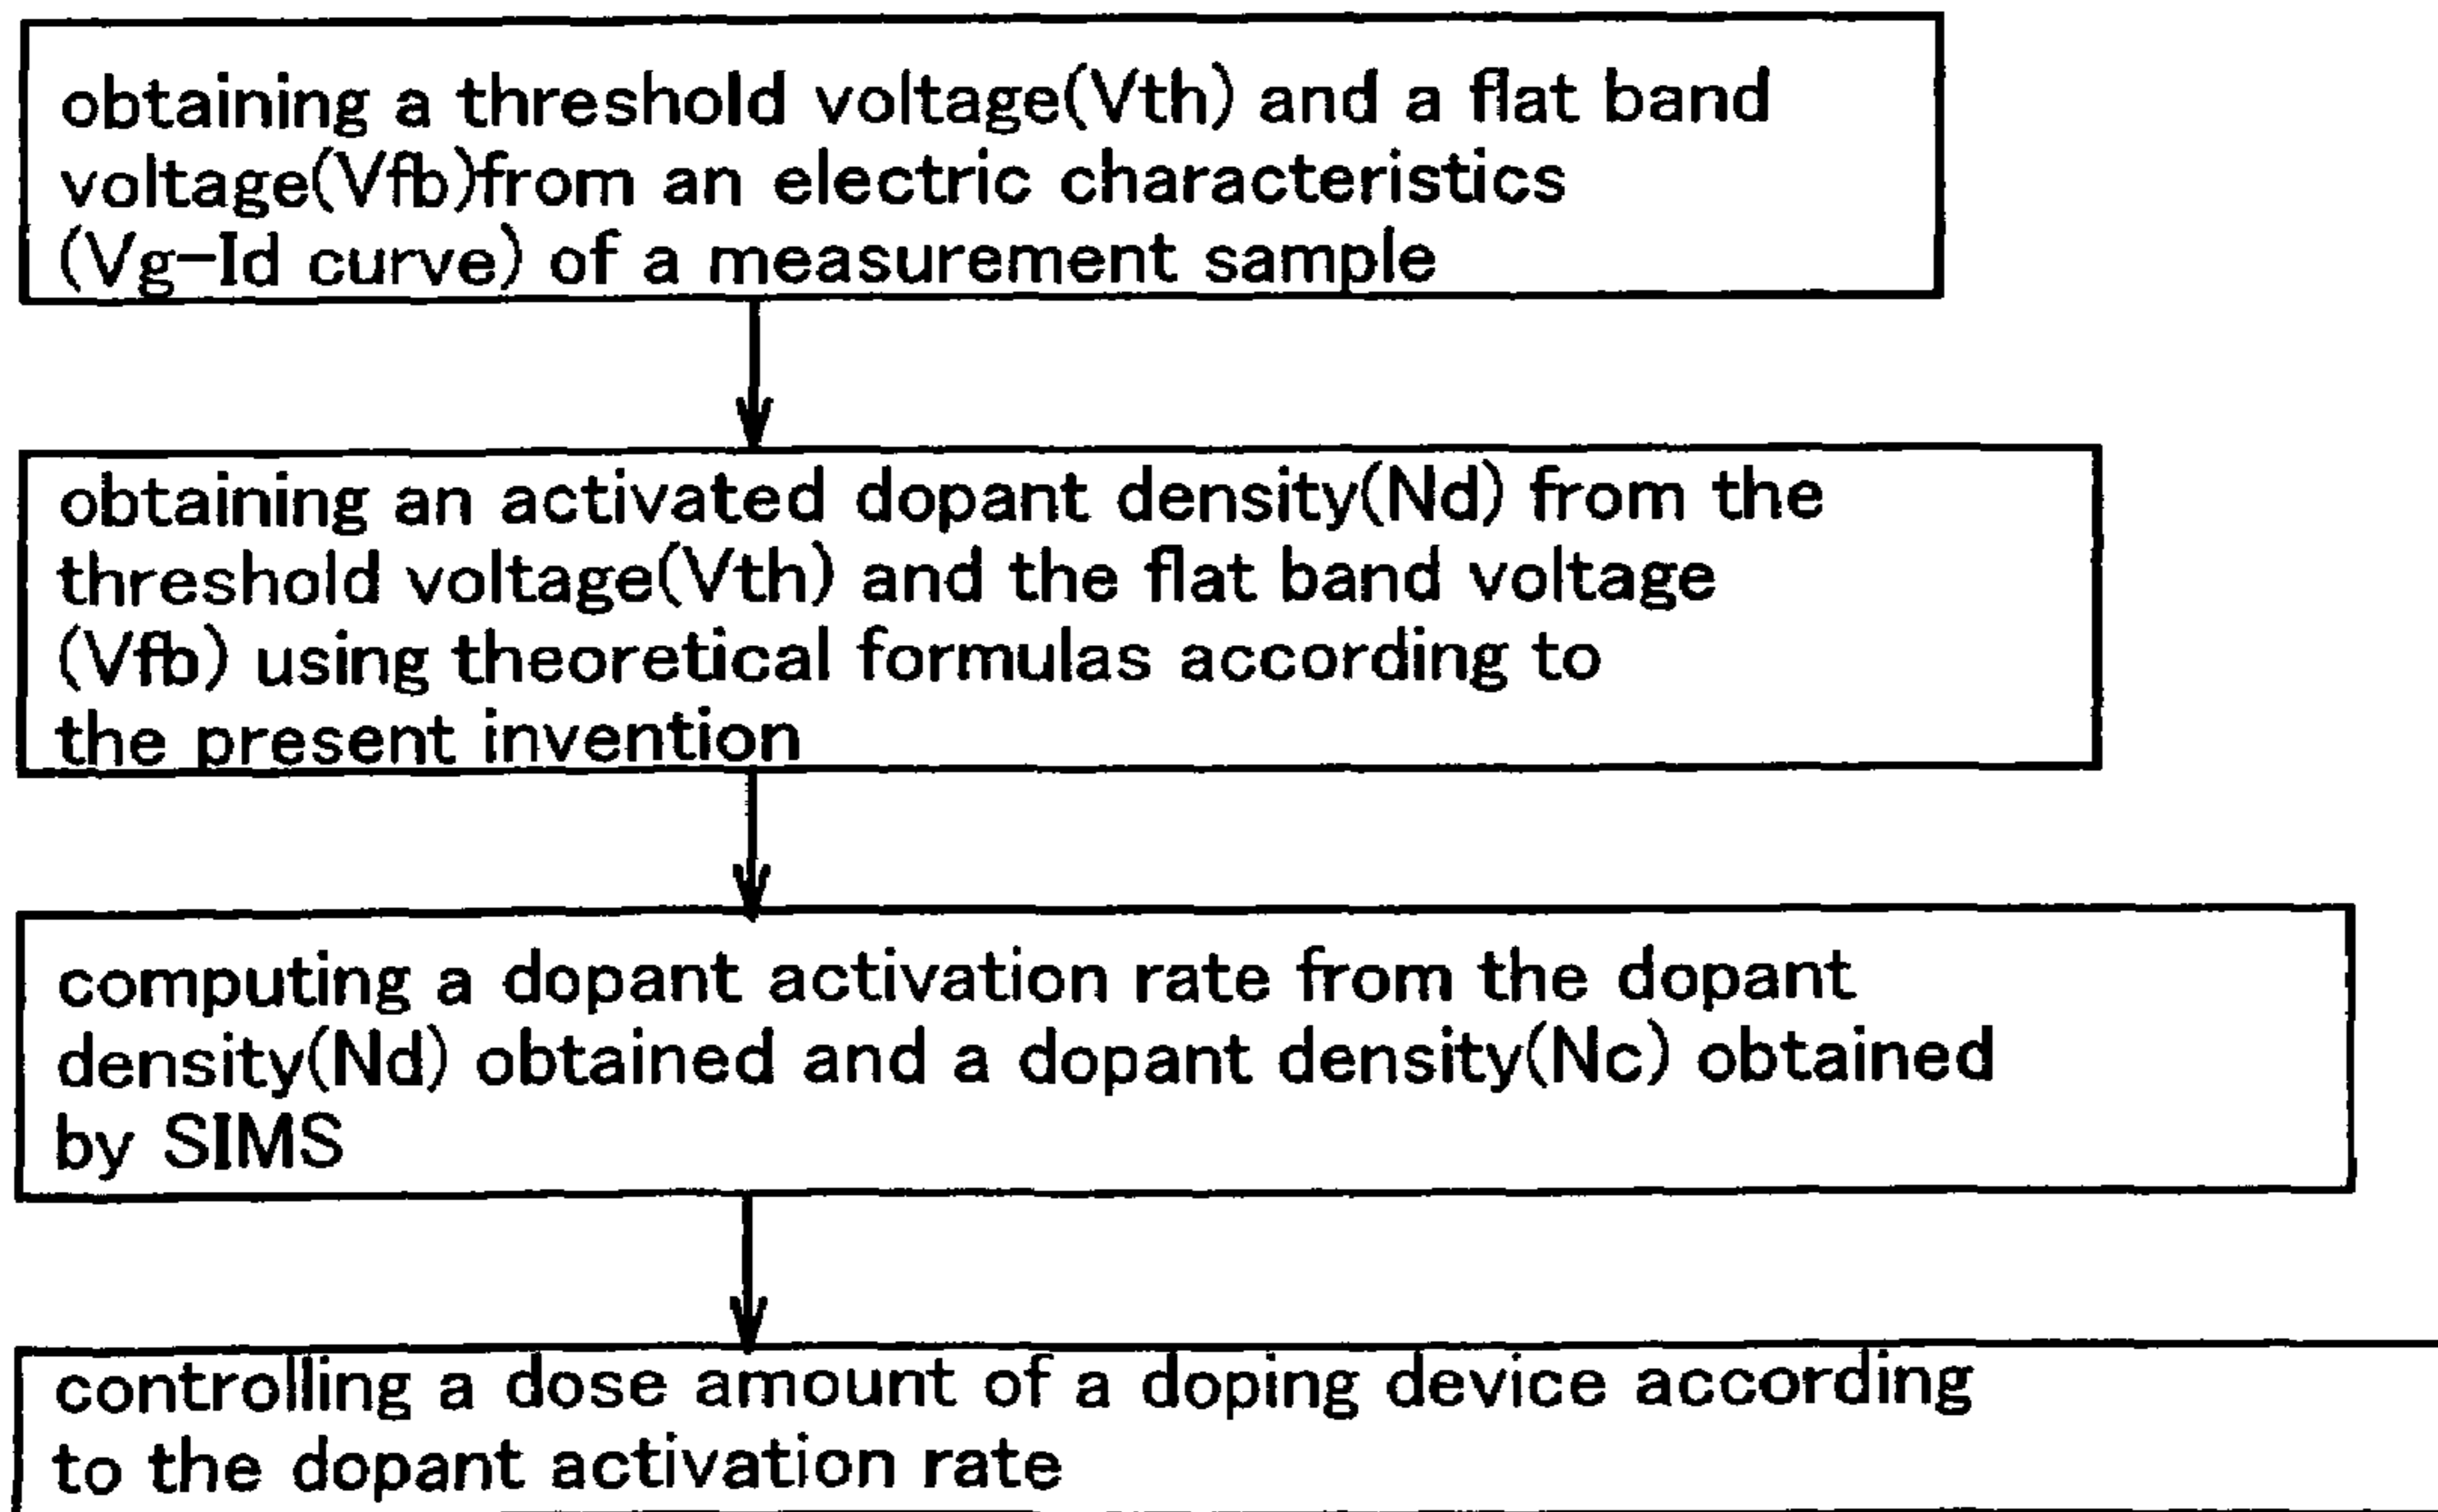 obtaining a threshold voltage(Vth) and a flat band
voltage(Vfb)from an electric characteristics
(Vg-Id curve) of a measurement sample
obtaining an activated dopant density(Nd) from the
threshold voltage(Vth) and the flat band voltage
(Vfb) using theoretical formulas according to
the present invention
computing a dopant activation rate from the dopant
density(Nd) obtained and a dopant density(Nc) obtained
by SIMS
controlling a dose amount of a doping device according
to the dopant activation rate